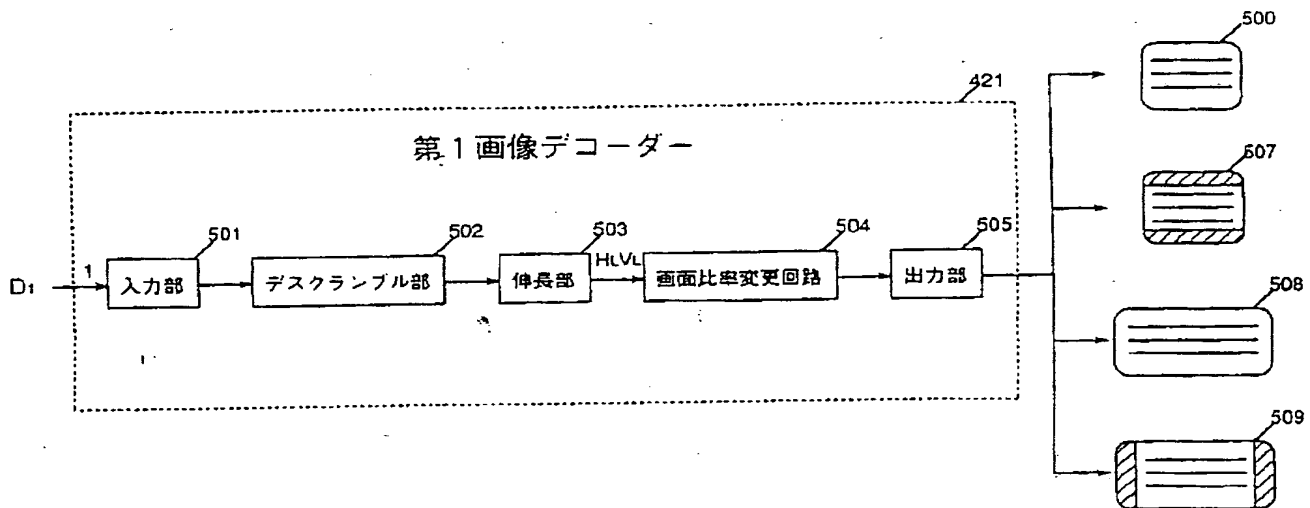 500
421
第1画像デコーダー
507
501
502
503
504
505
D1
1
入力部
デスクランブル部
伸長部
HLVL
画面比率変更回路
出力部
508
509